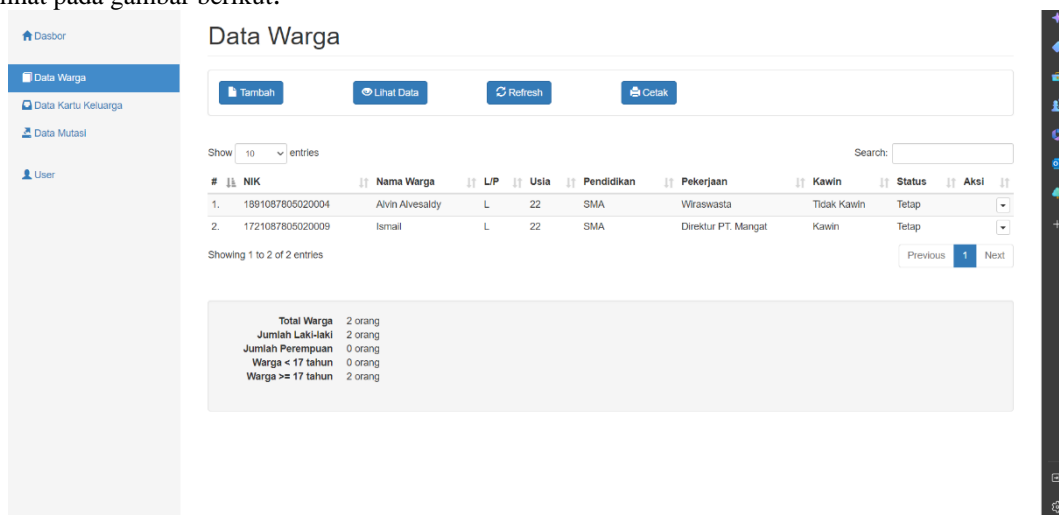 lihat pada gambar berikut.
Dasbor
Data Warga
Data Kartu Keluarga
Data Mutasi
User
Data Warga
Tambah Lihat Data Refresh Cetak
Show 10 entries Search:
# NIK Nama Warga L/P Usia Pendidikan Pekerjaan Kawin Status Aksi
1. 1891087805020004 Alvin Alvesaldy L 22 SMA Wiraswasta Tidak Kawin Tetap
2. 1721087805020009 Ismail L 22 SMA Direktur PT. Mangat Kawin Tetap
Showing 1 to 2 of 2 entries Previous 1 Next
Total Warga 2 orang
Jumlah Laki-laki 2 orang
Jumlah Perempuan 0 orang
Warga < 17 tahun 0 orang
Warga >= 17 tahun 2 orang